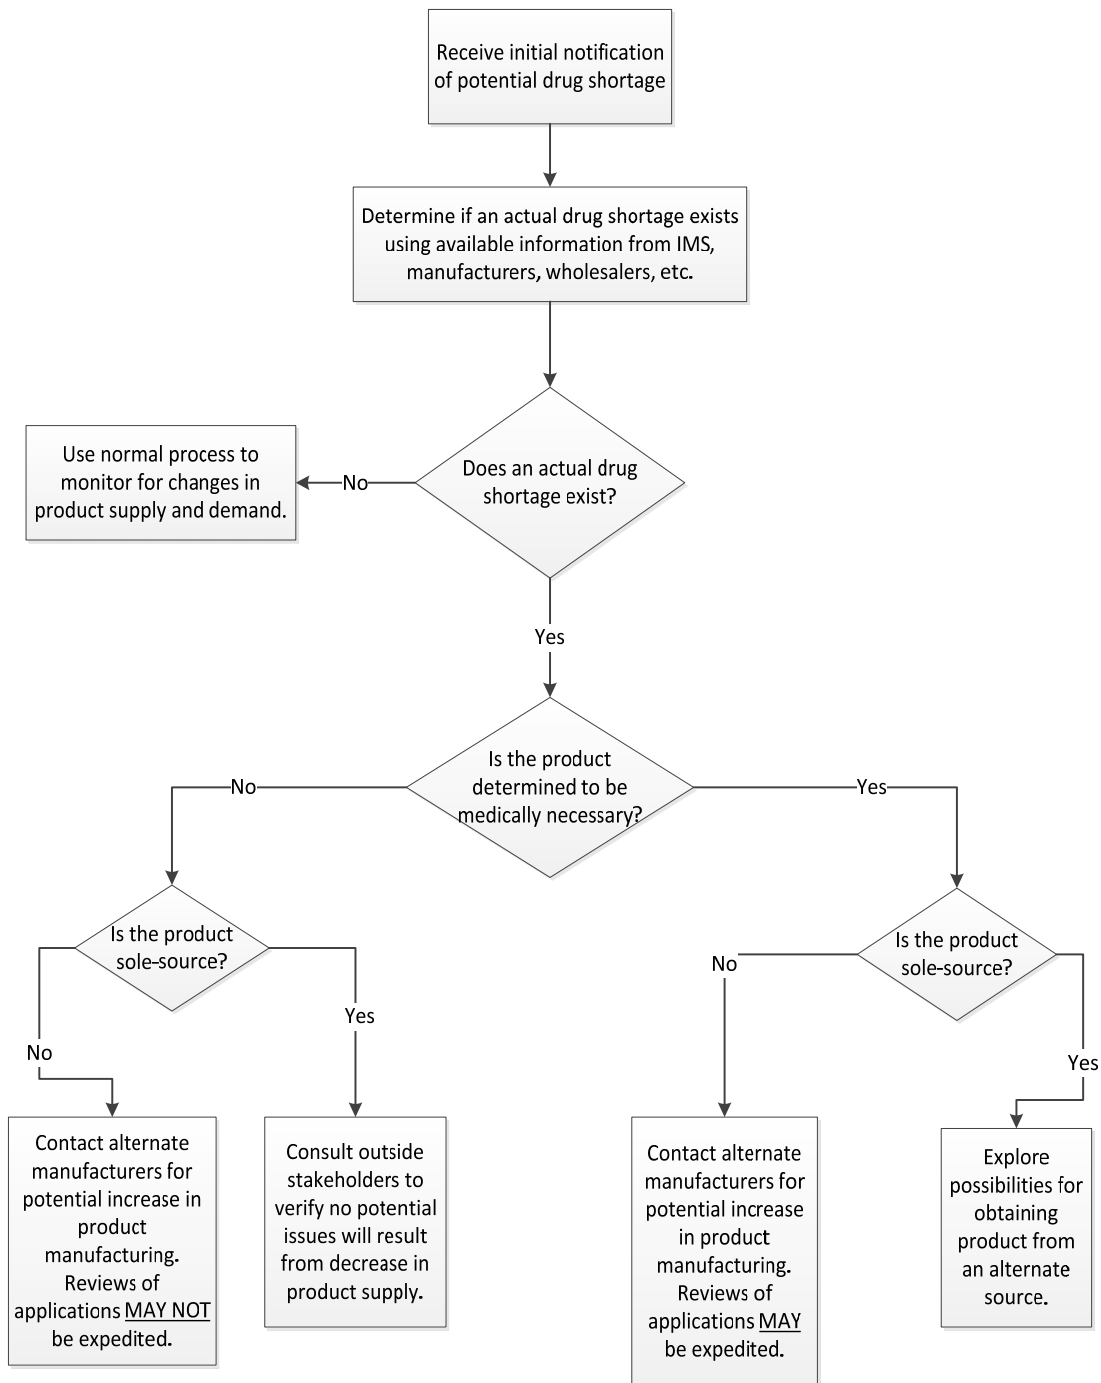 Receive initial notification
of potential drug shortage
Determine if an actual drug shortage exists
using available information from IMS,
manufacturers, wholesalers, etc.
Does an actual drug
shortage exist?
No
Use normal process to
monitor for changes in
product supply and demand.
Yes
Is the product
determined to be
medically necessary?
No
Yes
Is the product
sole-source?
Is the product
sole-source?
No
Yes
No
Yes
Contact alternate
manufacturers for
potential increase in
product
manufacturing.
Reviews of
applications MAY NOT
be expedited.
Consult outside
stakeholders to
verify no potential
issues will result
from decrease in
product supply.
Contact alternate
manufacturers for
potential increase
in product
manufacturing.
Reviews of
applications MAY
be expedited.
Explore
possibilities for
obtaining
product from
an alternate
source.